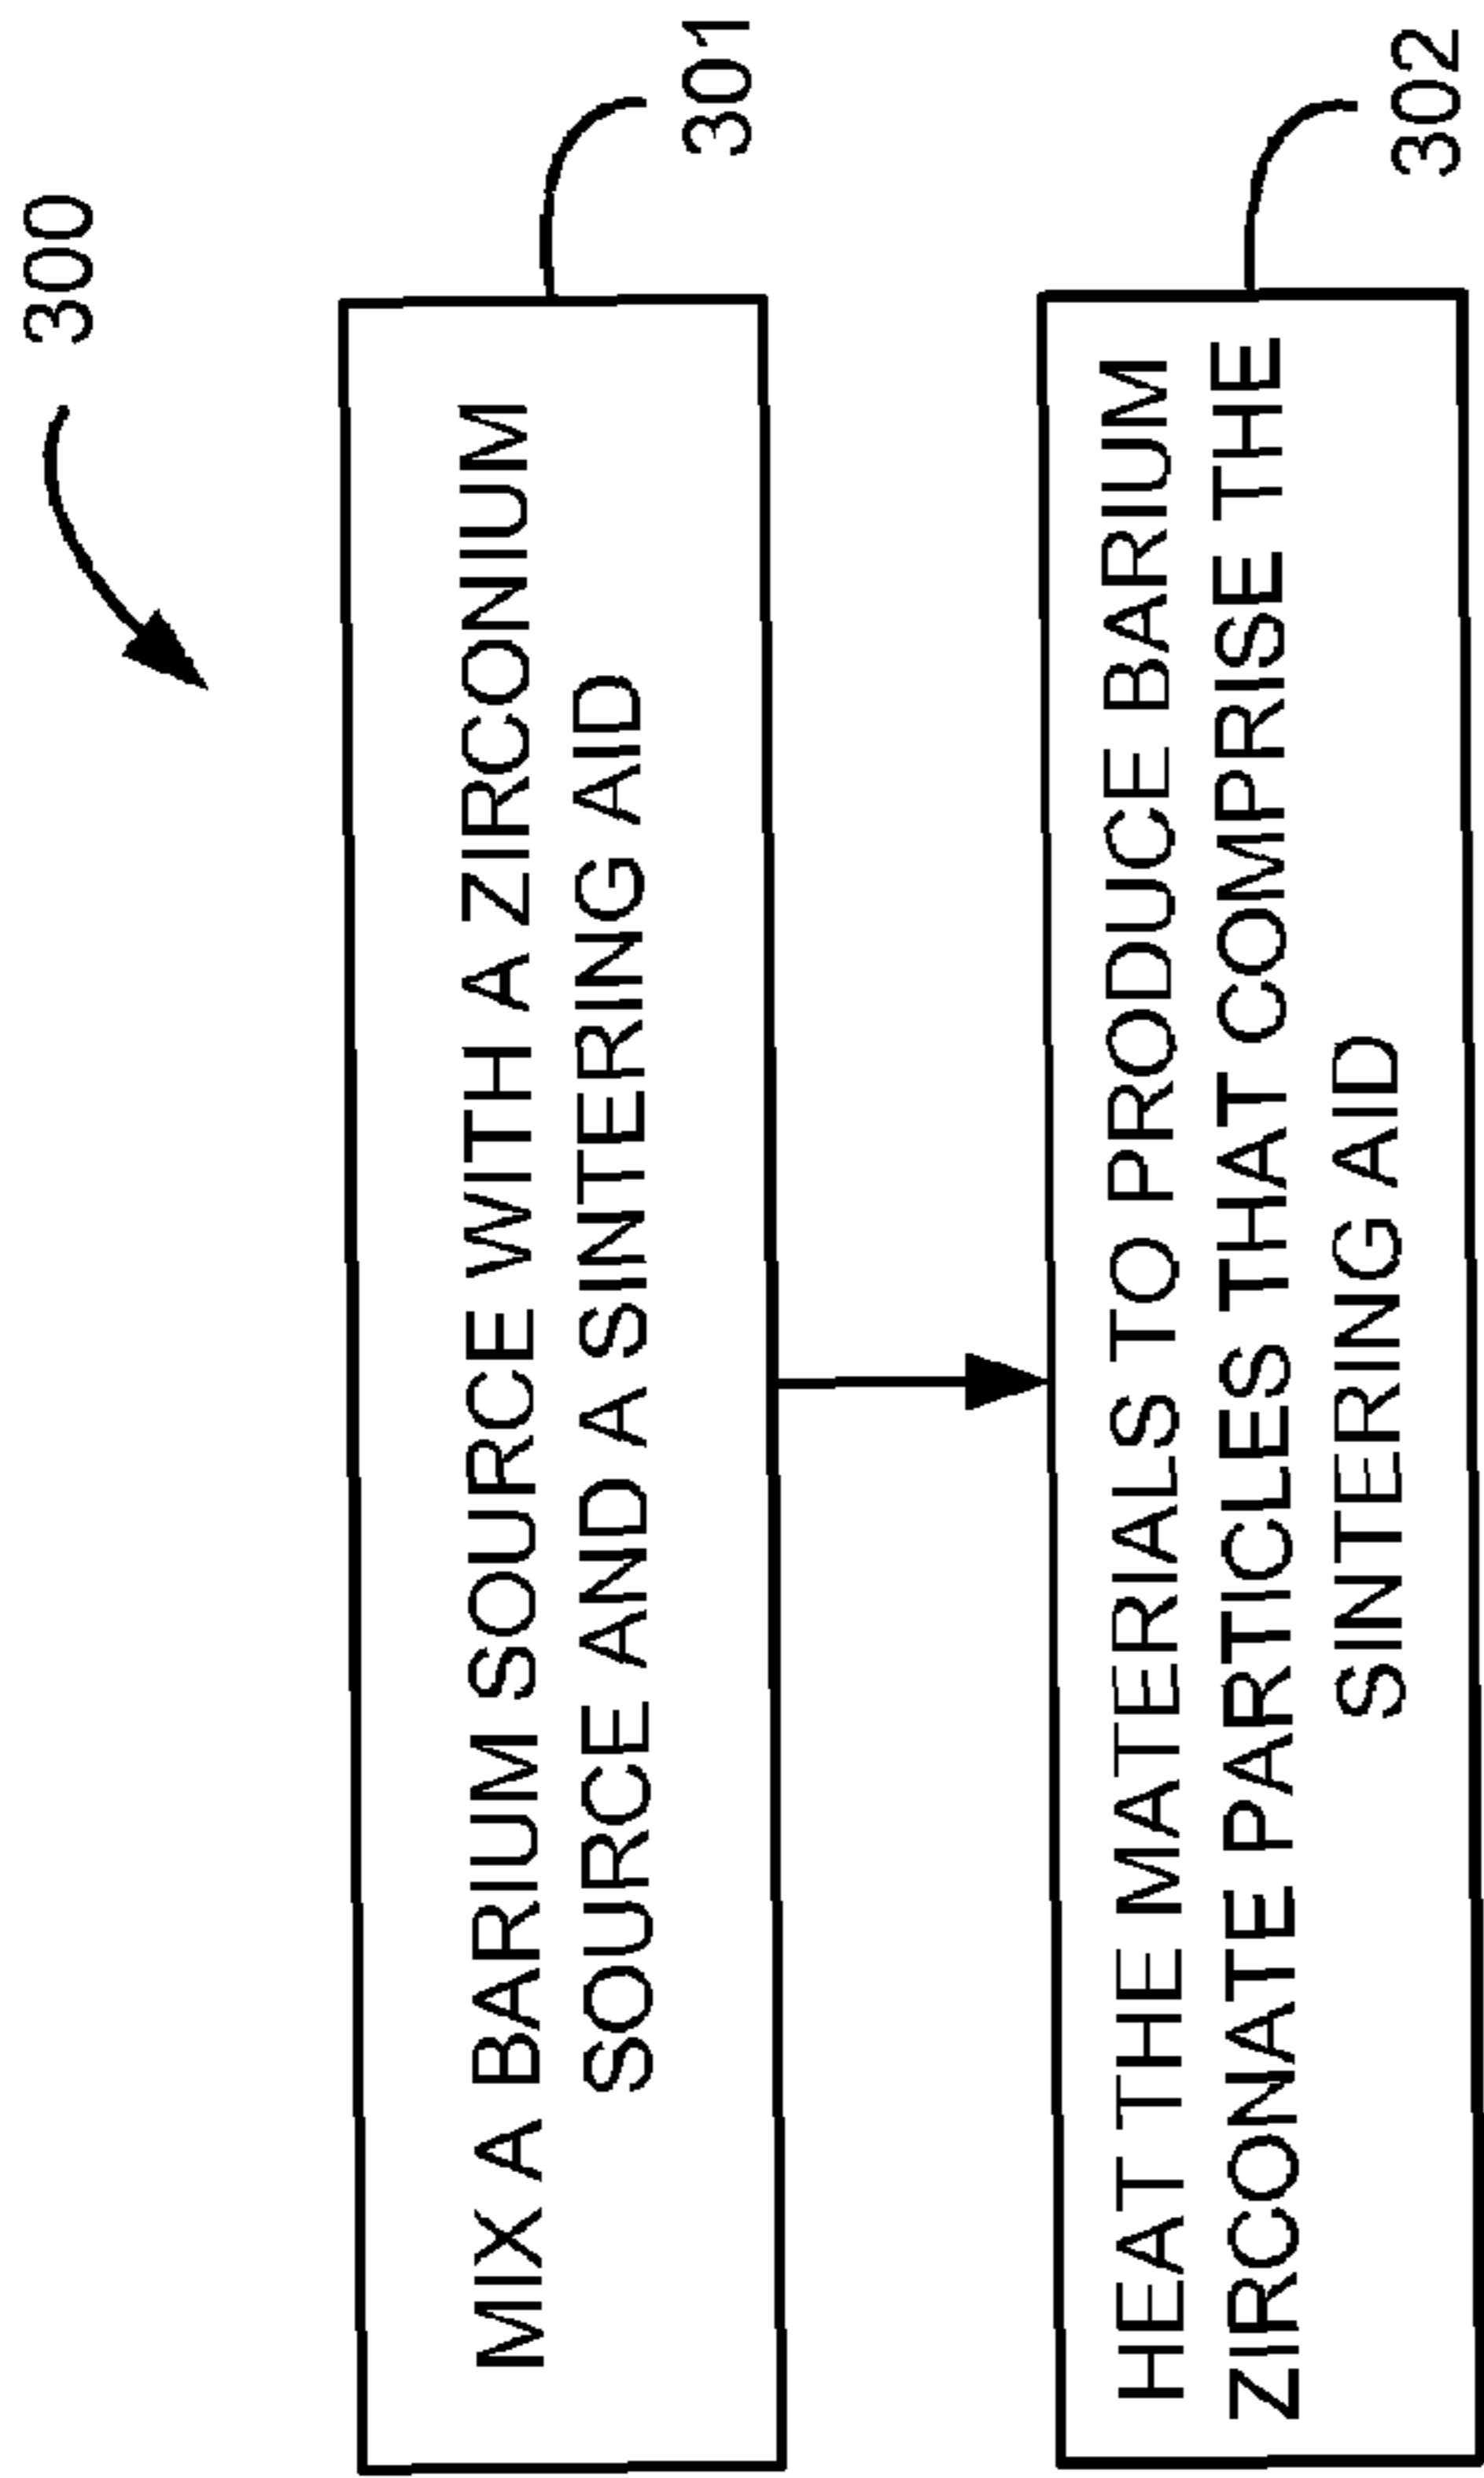 300
MIX A BARIUM SOURCE WITH A ZIRCONIUM
SOURCE AND A SINTERING AID
301
HEAT THE MATERIALS TO PRODUCE BARIUM
ZIRCONATE PARTICLES THAT COMPRISE THE
SINTERING AID
302